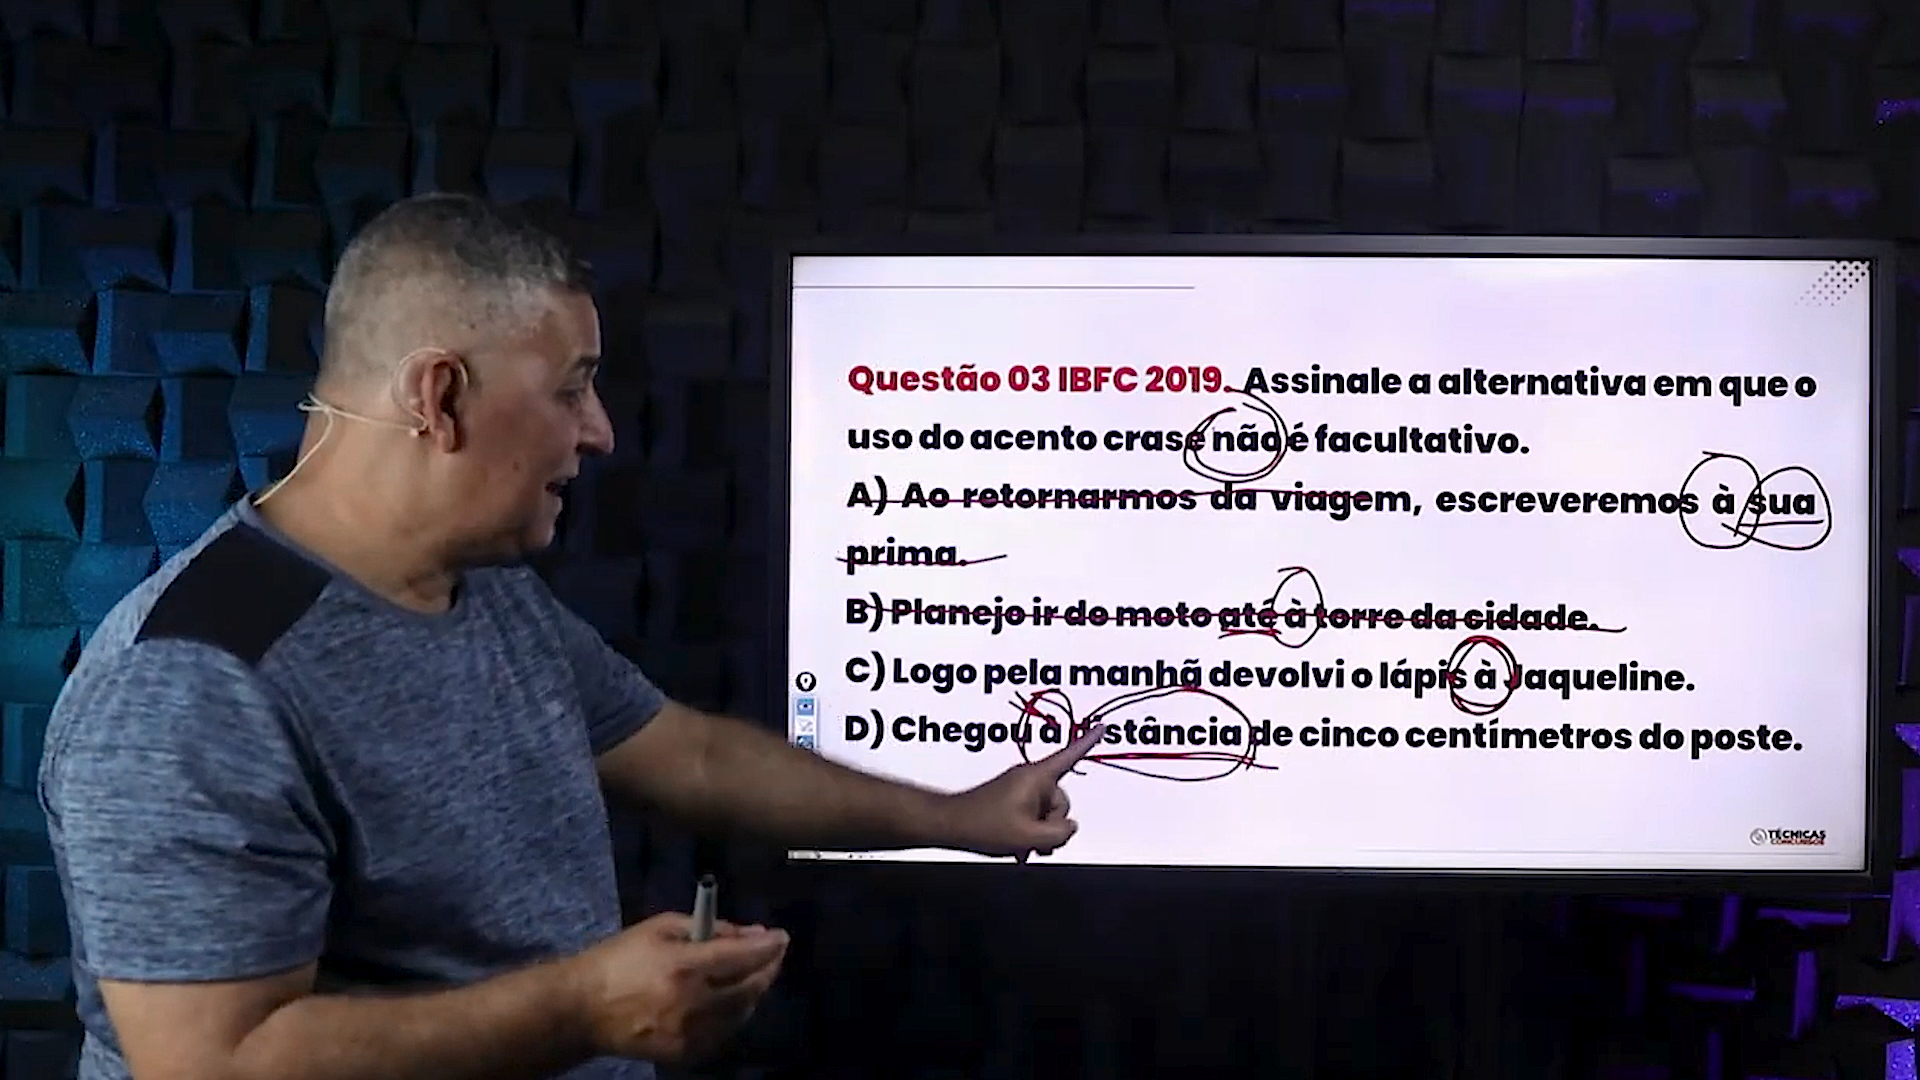 Questão 03 IBFC 2019. Assinale a alternativa em que o
uso do acento crase não é facultativo.
A) Ao retornarmos da viagem, escreveremos à sua
prima.
B) Planejo ir de moto até à torre da cidade.
C) Logo pela manhã devolvi o lápis à Jaqueline.
D) Chegou à distância de cinco centímetros do poste.
TÉCNICAS
CONCURSOS